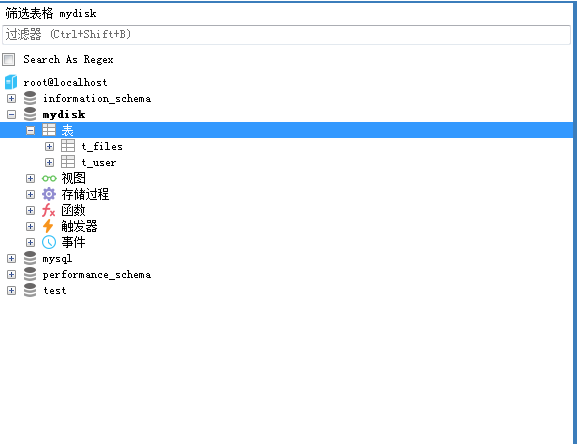 筛选表格 mydisk
过滤器 (Ctrl+Shift+B)
Search As Regex
root@localhost
information_schema
mydisk
表
t_files
t_user
视图
存储过程
函数
触发器
事件
mysql
performance_schema
test